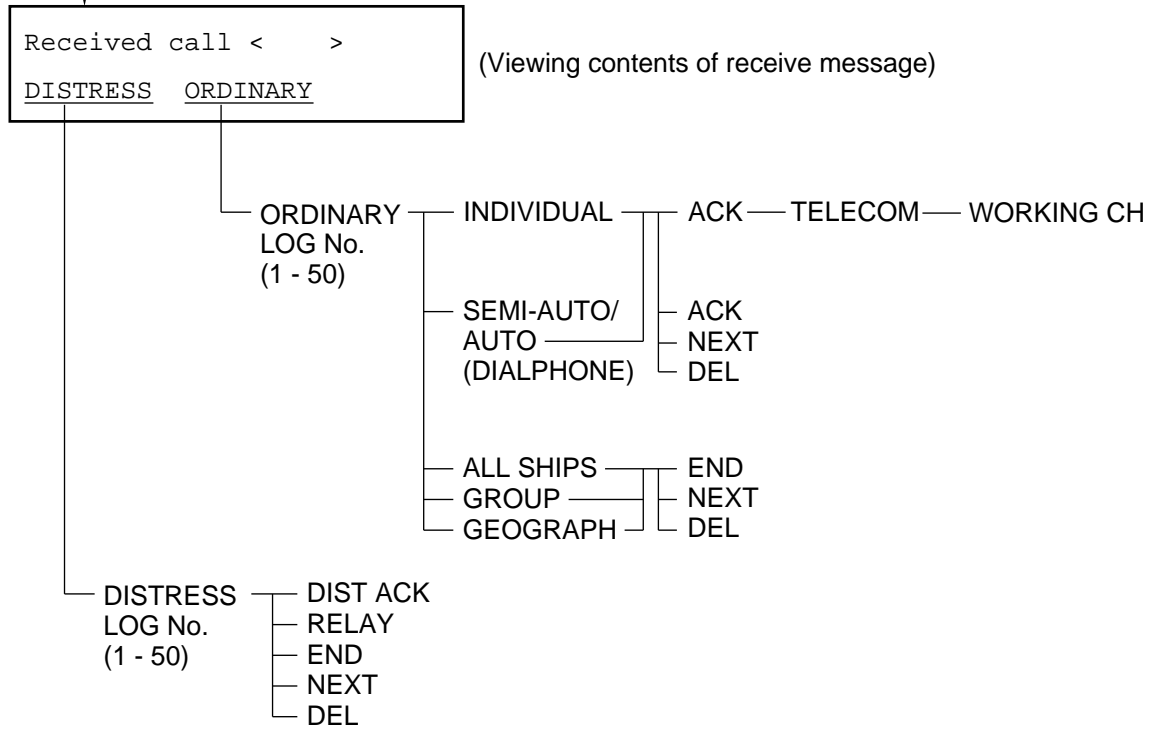 Received call <    >
DISTRESS ORDINARY
(Viewing contents of receive message)
ORDINARY
LOG No.
(1 - 50)
INDIVIDUAL
ACK
TELECOM
WORKING CH
SEMI-AUTO/
AUTO
(DIALPHONE)
ACK
NEXT
DEL
ALL SHIPS
GROUP
GEOGRAPH
END
NEXT
DEL
DISTRESS
LOG No.
(1 - 50)
DIST ACK
RELAY
END
NEXT
DEL